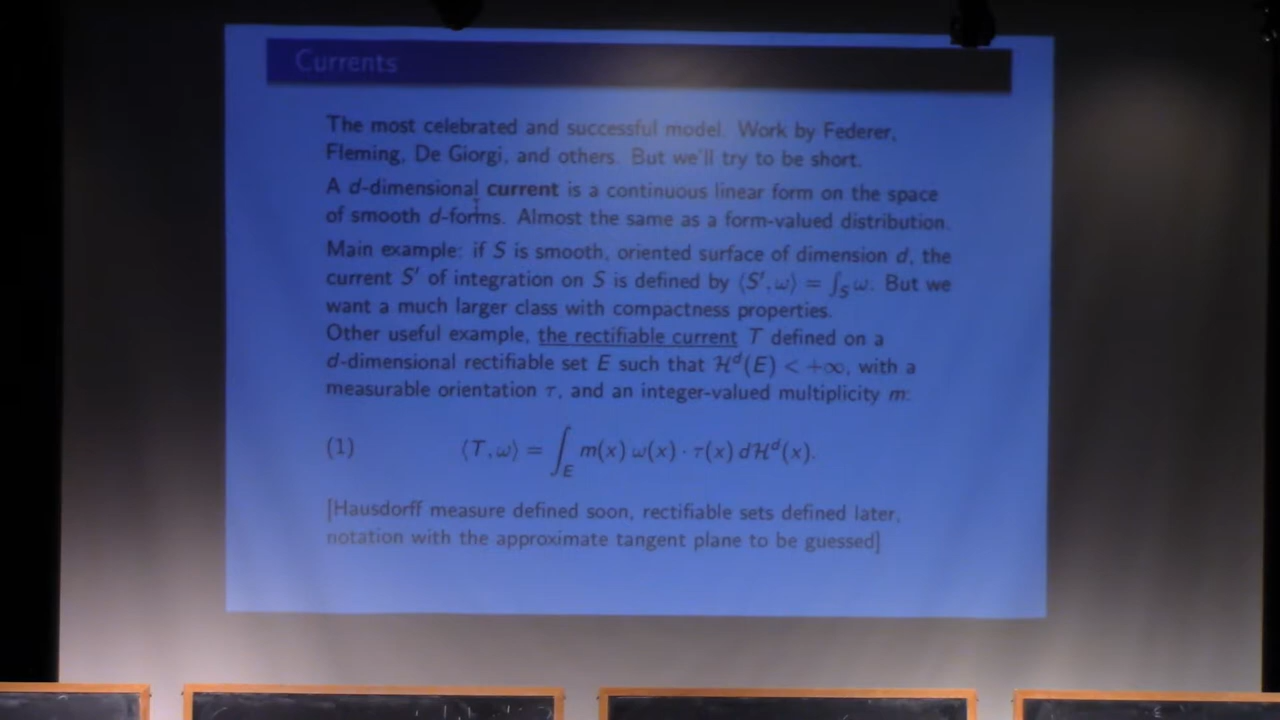 Currents
The most celebrated and successful model. Work by Federer,
Fleming, De Giorgi, and others. But we'll try to be short.
A d-dimensional current is a continuous linear form on the space
of smooth d-forms. Almost the same as a form-valued distribution.
Main example: if S is smooth, oriented surface of dimension d, the
current S′ of integration on S is defined by ⟨S′, ω⟩ = ∫_S ω. But we
want a much larger class with compactness properties.
Other useful example, the rectifiable current T defined on a
d-dimensional rectifiable set E such that ℋ^d(E) < +∞, with a
measurable orientation τ, and an integer-valued multiplicity m:
(1) ⟨T, ω⟩ = ∫_E m(x) ω(x) · τ(x) dℋ^d(x).
[Hausdorff measure defined soon, rectifiable sets defined later,
notation with the approximate tangent plane to be guessed]